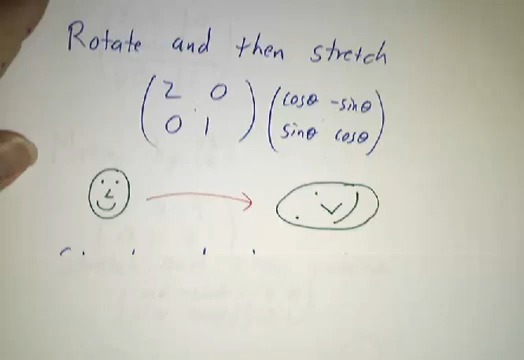 Rotate and then stretch
(2 0) (cosθ -sinθ)
(0 1) (sinθ cosθ)